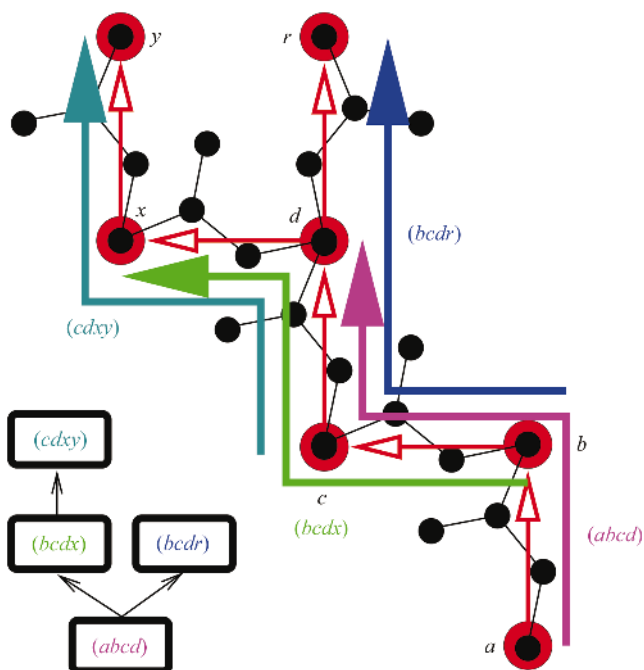 y r
x d
(bcdr)
(cdxy)
(cdxy)
b
c
(bcdx) (bcdr) (bcdx)
(abcd)
(abcd) a